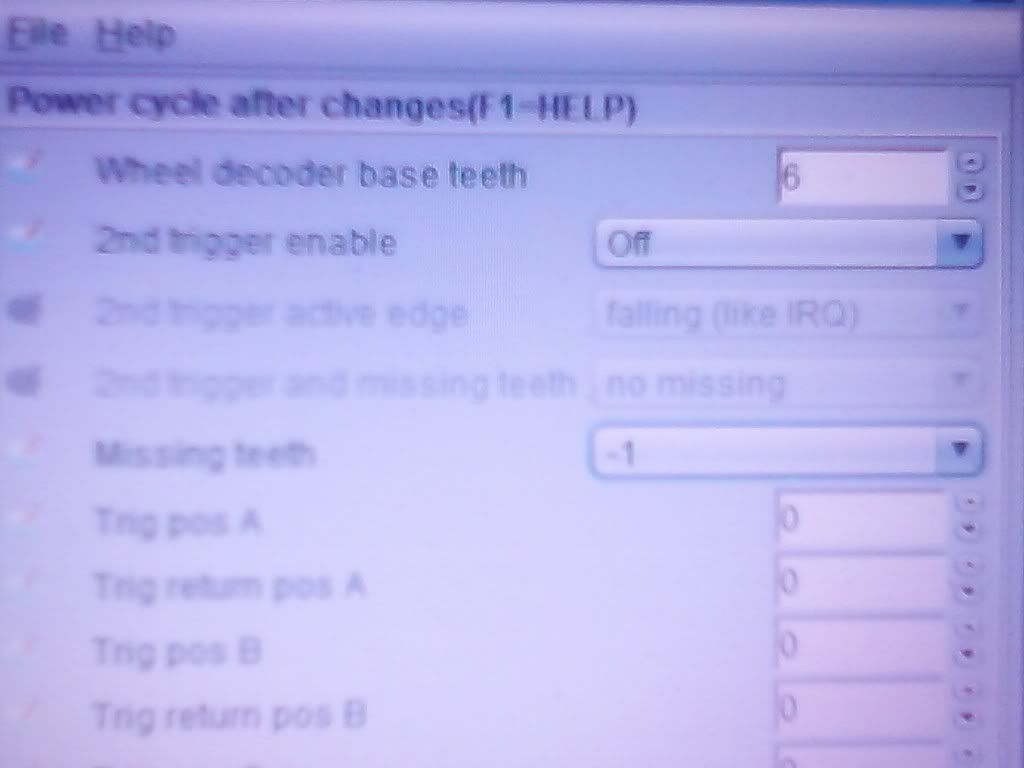 File Help
Power cycle after changes(F1-HELP)
Wheel decoder base teeth 6
2nd trigger enable Off
2nd trigger active edge falling (like IRQ)
2nd trigger and missing teeth no missing
Missing teeth -1
Trig pos A 0
Trig return pos A 0
Trig pos B 0
Trig return pos B 0